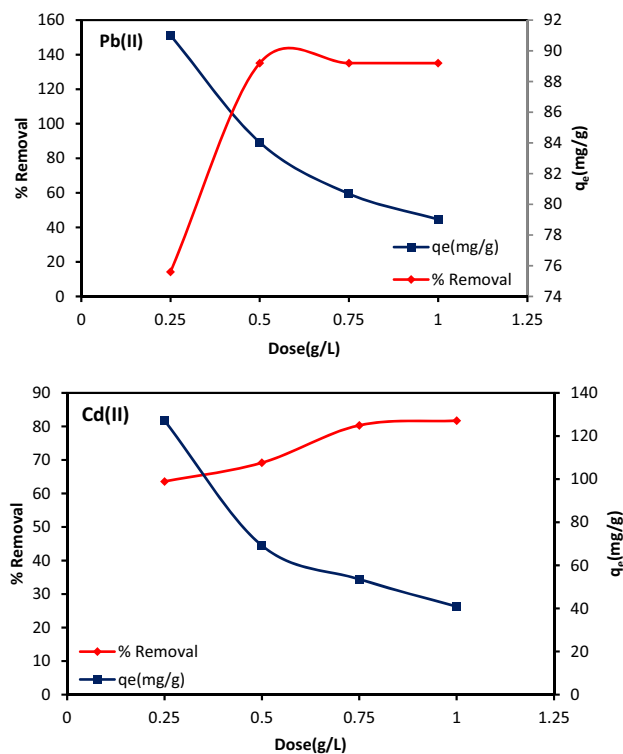 160
140
120
100
80
60
40
20
0
% Removal
Pb(II)
92
90
88
86
84
82
80
78
76
74
qe(mg/g)
qe(mg/g)
% Removal
0 0.25 0.5 0.75 1 1.25
Dose(g/L)
90
80
70
60
50
40
30
20
10
0
% Removal
Cd(II)
140
120
100
80
60
40
20
0
qe(mg/g)
% Removal
qe(mg/g)
0 0.25 0.5 0.75 1 1.25
Dose(g/L)